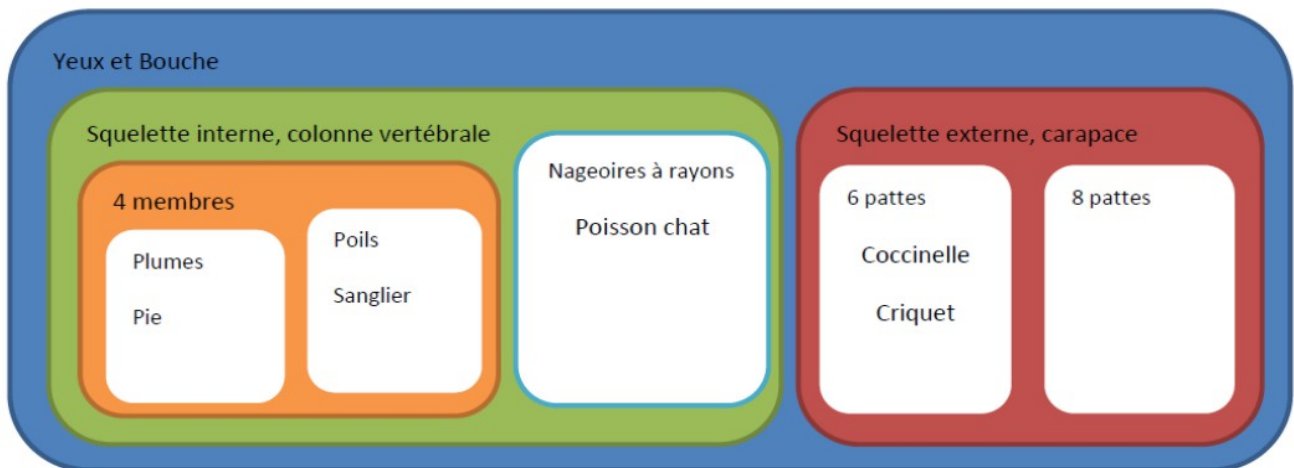 Yeux et Bouche
Squelette interne, colonne vertébrale
4 membres
Plumes
Pie
Poils
Sanglier
Nageoires à rayons
Poisson chat
Squelette externe, carapace
6 pattes
Coccinelle
Criquet
8 pattes